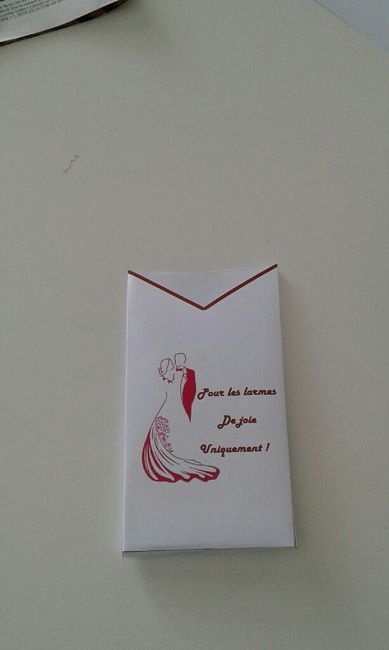 Pour les larmes
De joie
Uniquement !